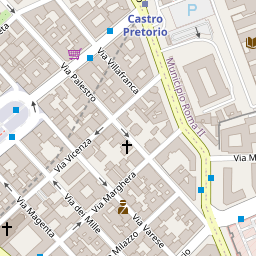 Castro
Pretorio
P
Via Villafranca
Via Palestro
Municipio Roma II
Via Vicenza
Via M
Via Marghera
Via Magenta
Via dei Mille
Via Varese
Milazzo